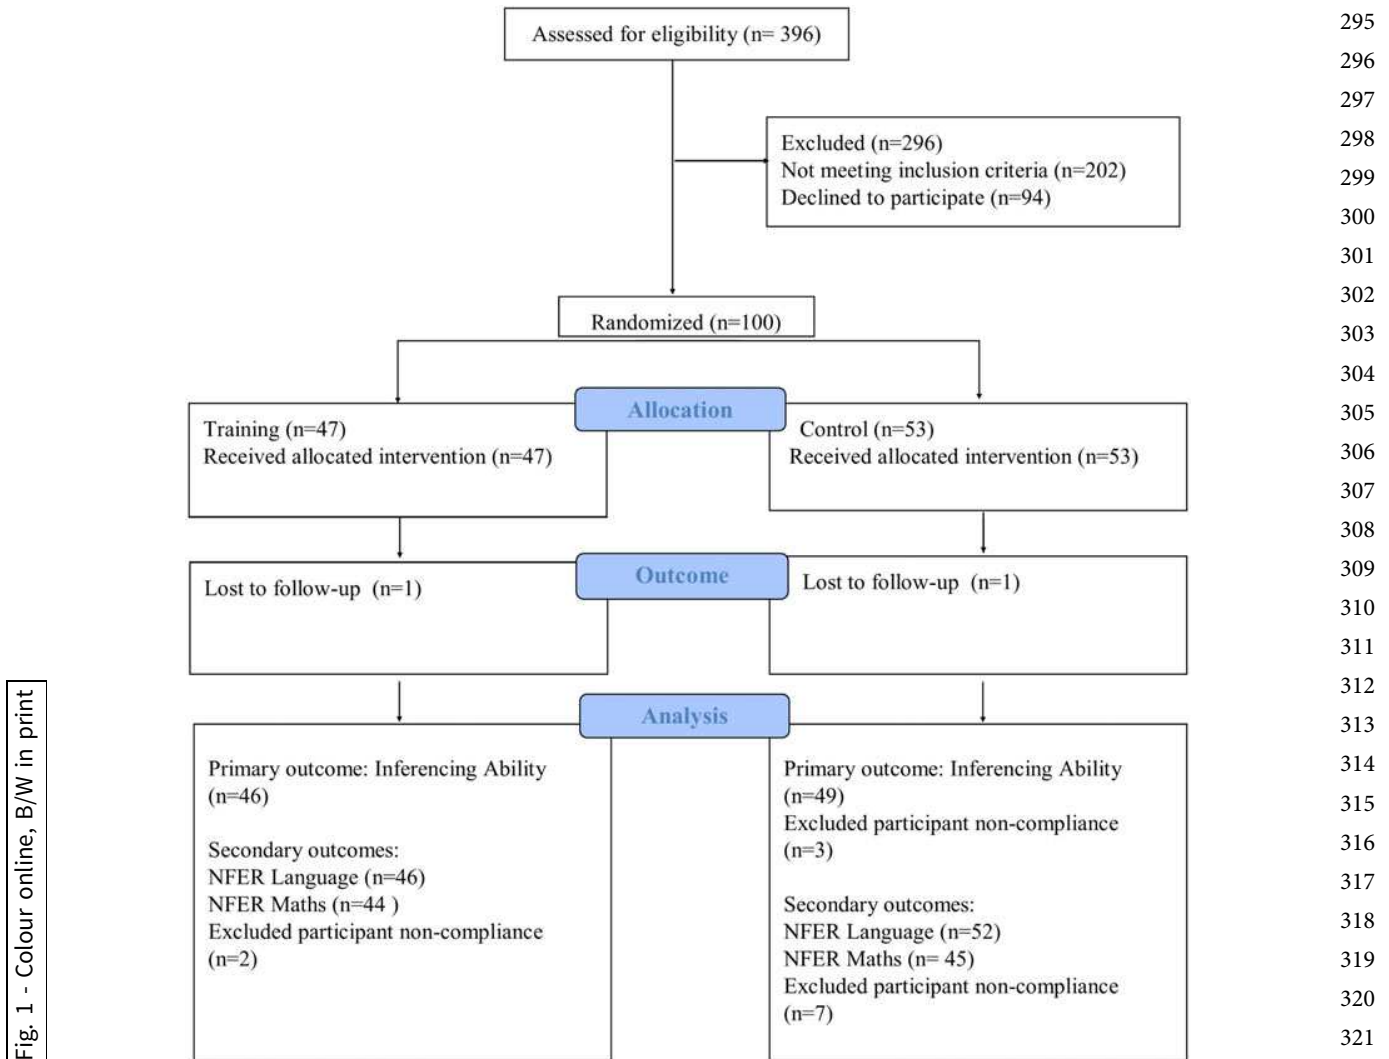 Assessed for eligibility (n= 396)
Excluded (n=296)
Not meeting inclusion criteria (n=202)
Declined to participate (n=94)
Randomized (n=100)
Allocation
Training (n=47)
Received allocated intervention (n=47)
Control (n=53)
Received allocated intervention (n=53)
Outcome
Lost to follow-up (n=1)
Lost to follow-up (n=1)
Analysis
Primary outcome: Inferencing Ability
(n=46)
Secondary outcomes:
NFER Language (n=46)
NFER Maths (n=44 )
Excluded participant non-compliance
(n=2)
Primary outcome: Inferencing Ability
(n=49)
Excluded participant non-compliance
(n=3)
Secondary outcomes:
NFER Language (n=52)
NFER Maths (n= 45)
Excluded participant non-compliance
(n=7)
Fig. 1 - Colour online, B/W in print
295
296
297
298
299
300
301
302
303
304
305
306
307
308
309
310
311
312
313
314
315
316
317
318
319
320
321